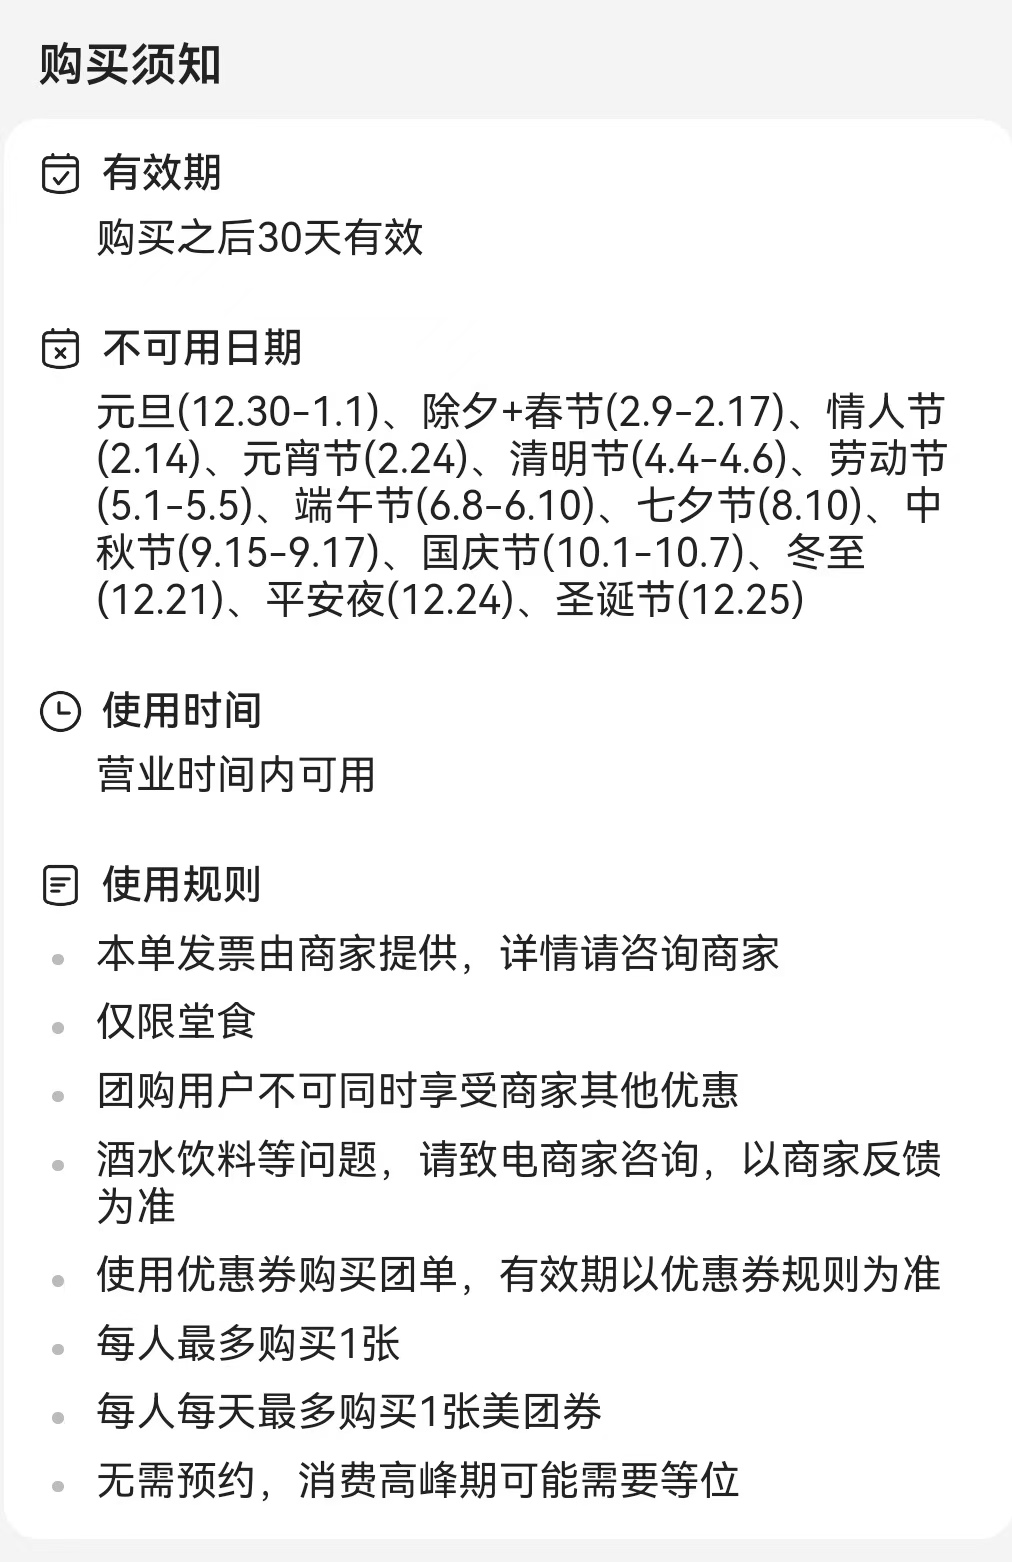 购买须知
有效期
购买之后30天有效
不可用日期
元旦(12.30-1.1)、除夕+春节(2.9-2.17)、情人节
(2.14)、元宵节(2.24)、清明节(4.4-4.6)、劳动节
(5.1-5.5)、端午节(6.8-6.10)、七夕节(8.10)、中
秋节(9.15-9.17)、国庆节(10.1-10.7)、冬至
(12.21)、平安夜(12.24)、圣诞节(12.25)
使用时间
营业时间内可用
使用规则
本单发票由商家提供，详情请咨询商家
仅限堂食
团购用户不可同时享受商家其他优惠
酒水饮料等问题，请致电商家咨询，以商家反馈
为准
使用优惠券购买团单，有效期以优惠券规则为准
每人最多购买1张
每人每天最多购买1张美团券
无需预约，消费高峰期可能需要等位